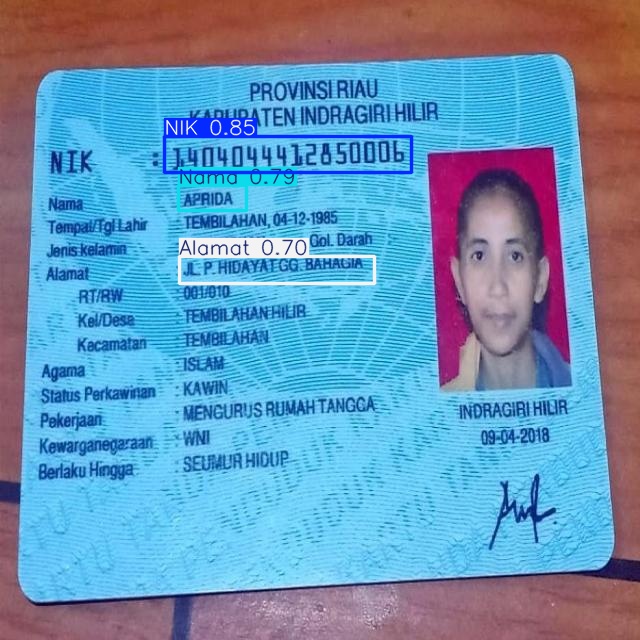 PROVINSI RIAU
KABUPATEN INDRAGIRI HILIR
NIK 0.85
NIK : 1404044412850006
Nama 0.79
Nama : APRIDA
Tempat/Tgl Lahir : TEMBILAHAN, 04-12-1985
Jenis kelamin Gol. Darah
Alamat 0.70
Alamat JL. P. HIDAYAT GG. BAHAGIA
RT/RW : 001/010
Kel/Desa : TEMBILAHAN HILIR
Kecamatan : TEMBILAHAN
Agama : ISLAM
Status Perkawinan : KAWIN
Pekerjaan : MENGURUS RUMAH TANGGA
Kewarganegaraan : WNI
Berlaku Hingga : SEUMUR HIDUP
INDRAGIRI HILIR
09-04-2018